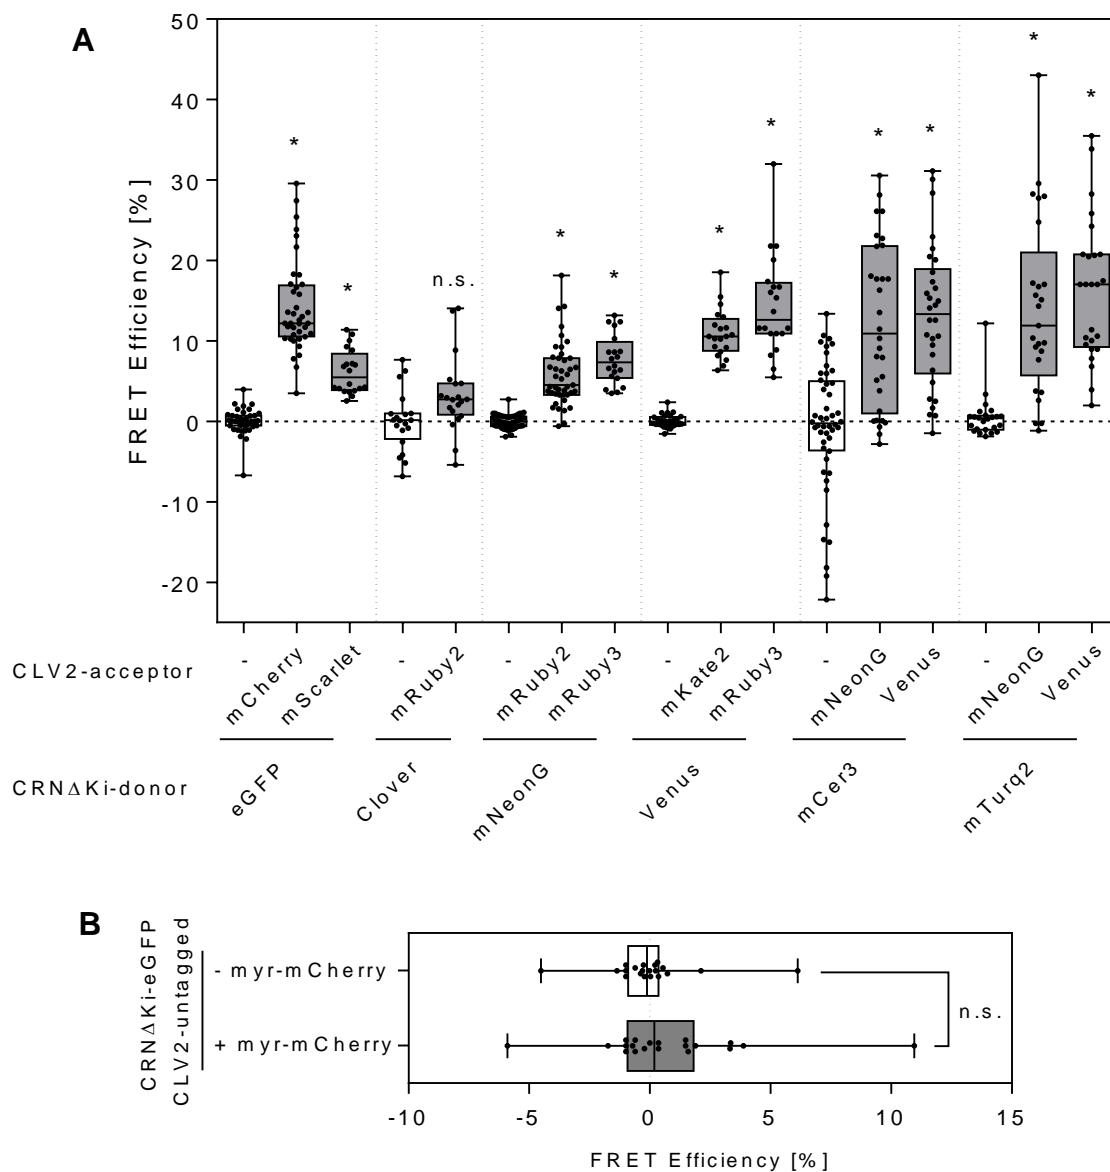 A
FRET Efficiency [%]
50
40
30
20
10
0
-10
-20
* * n.s. * * * * * * * *
CLV2-acceptor
- mCherry mScarlet - mRuby2 - mRuby2 mRuby3 - mKate2 mRuby3 - mNeonG Venus - mNeonG Venus
CRNΔKi-donor
eGFP Clover mNeonG Venus mCer3 mTurq2
B
CRNΔKi-eGFP
CLV2-untagged
- myr-mCherry
+ myr-mCherry
n.s.
-10 -5 0 5 10 15
FRET Efficiency [%]